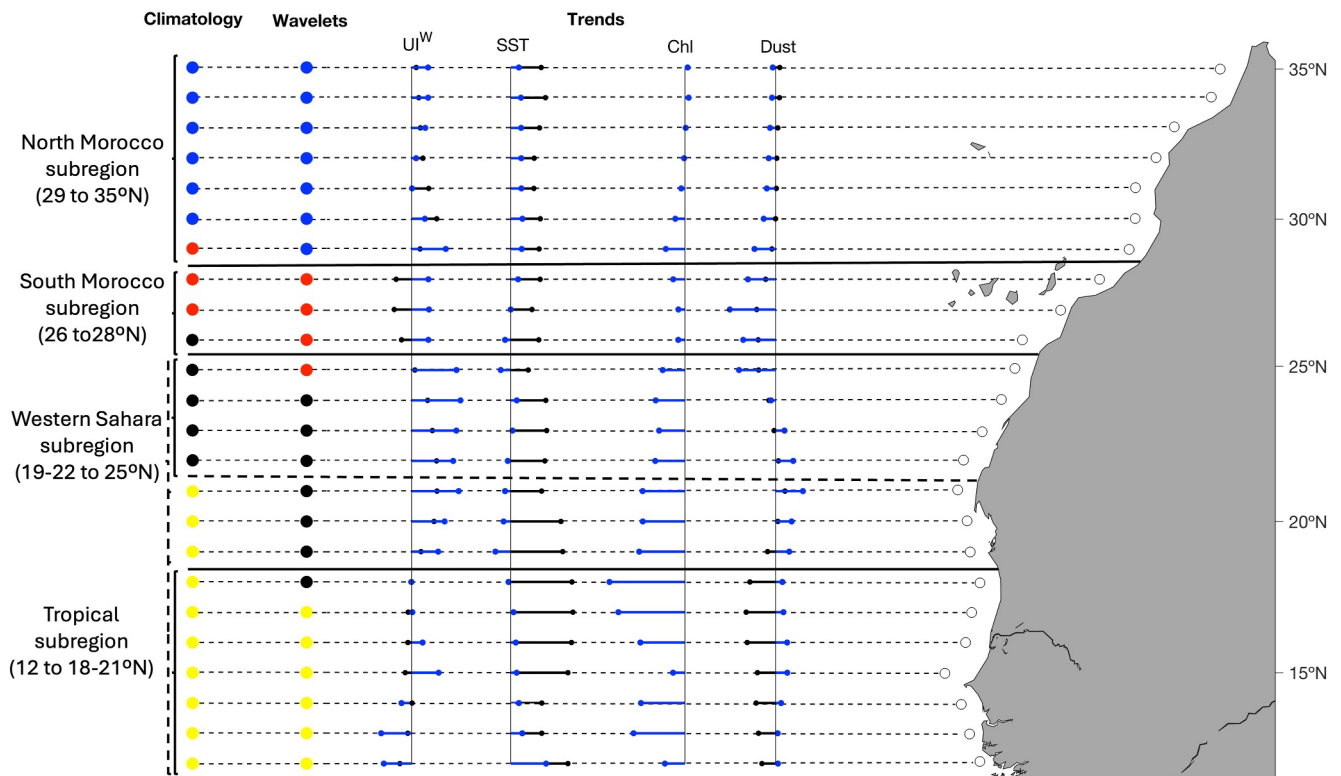 Climatology
Wavelets
Trends
UIᵂ
SST
Chl
Dust
North Morocco
subregion
(29 to 35ºN)
South Morocco
subregion
(26 to28ºN)
Western Sahara
subregion
(19-22 to 25ºN)
Tropical
subregion
(12 to 18-21ºN)
35ºN
30ºN
25ºN
20ºN
15ºN